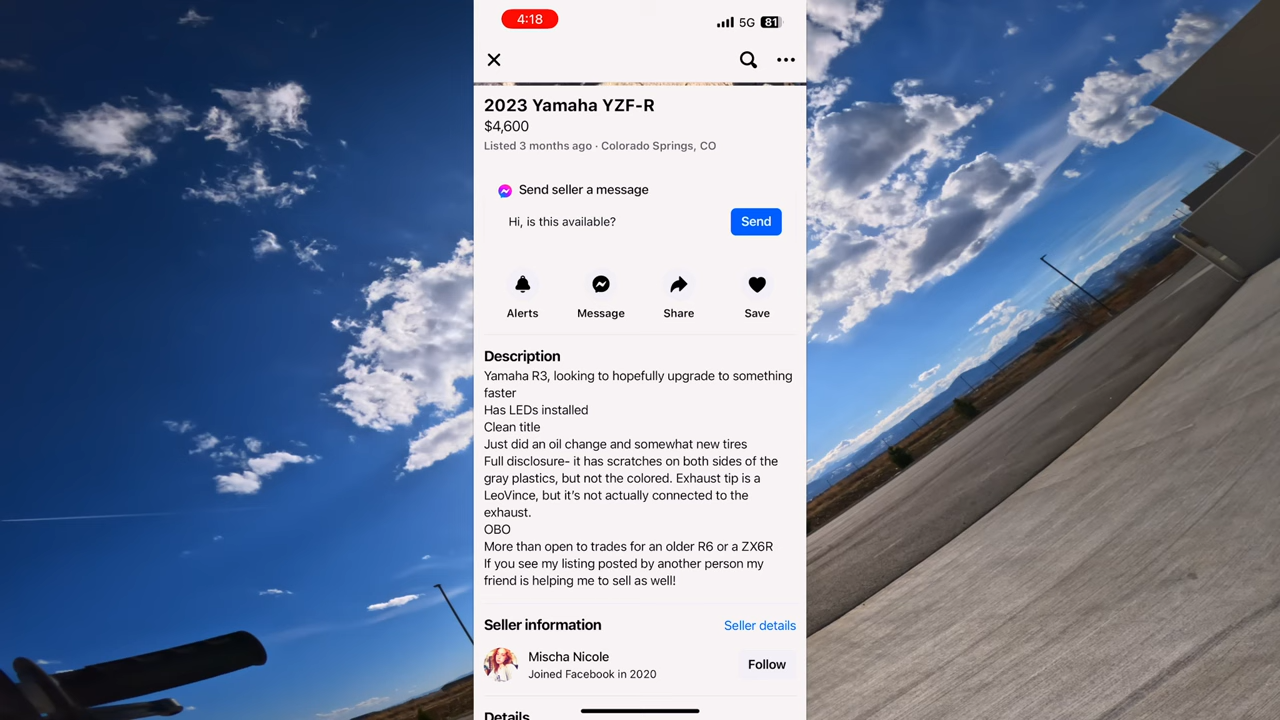 4:18
5G 81
2023 Yamaha YZF-R
$4,600
Listed 3 months ago · Colorado Springs, CO
Send seller a message
Hi, is this available?
Send
Alerts Message Share Save
Description
Yamaha R3, looking to hopefully upgrade to something
faster
Has LEDs installed
Clean title
Just did an oil change and somewhat new tires
Full disclosure- it has scratches on both sides of the
gray plastics, but not the colored. Exhaust tip is a
LeoVince, but it’s not actually connected to the
exhaust.
OBO
More than open to trades for an older R6 or a ZX6R
If you see my listing posted by another person my
friend is helping me to sell as well!
Seller information
Seller details
Mischa Nicole
Joined Facebook in 2020
Follow
Details